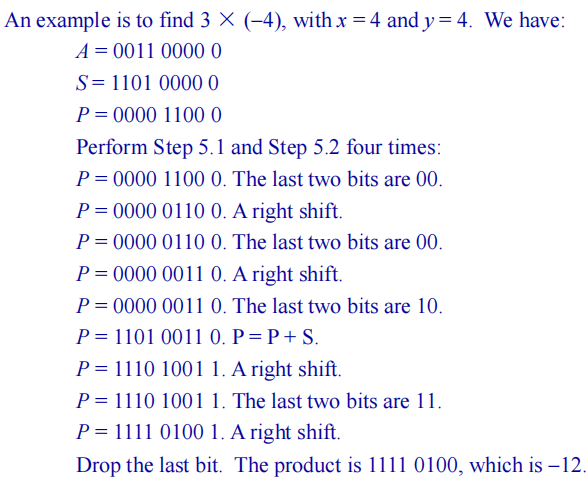 An example is to find 3 × (–4), with x = 4 and y = 4. We have:
A = 0011 0000 0
S = 1101 0000 0
P = 0000 1100 0
Perform Step 5.1 and Step 5.2 four times:
P = 0000 1100 0. The last two bits are 00.
P = 0000 0110 0. A right shift.
P = 0000 0110 0. The last two bits are 00.
P = 0000 0011 0. A right shift.
P = 0000 0011 0. The last two bits are 10.
P = 1101 0011 0. P = P + S.
P = 1110 1001 1. A right shift.
P = 1110 1001 1. The last two bits are 11.
P = 1111 0100 1. A right shift.
Drop the last bit. The product is 1111 0100, which is –12.